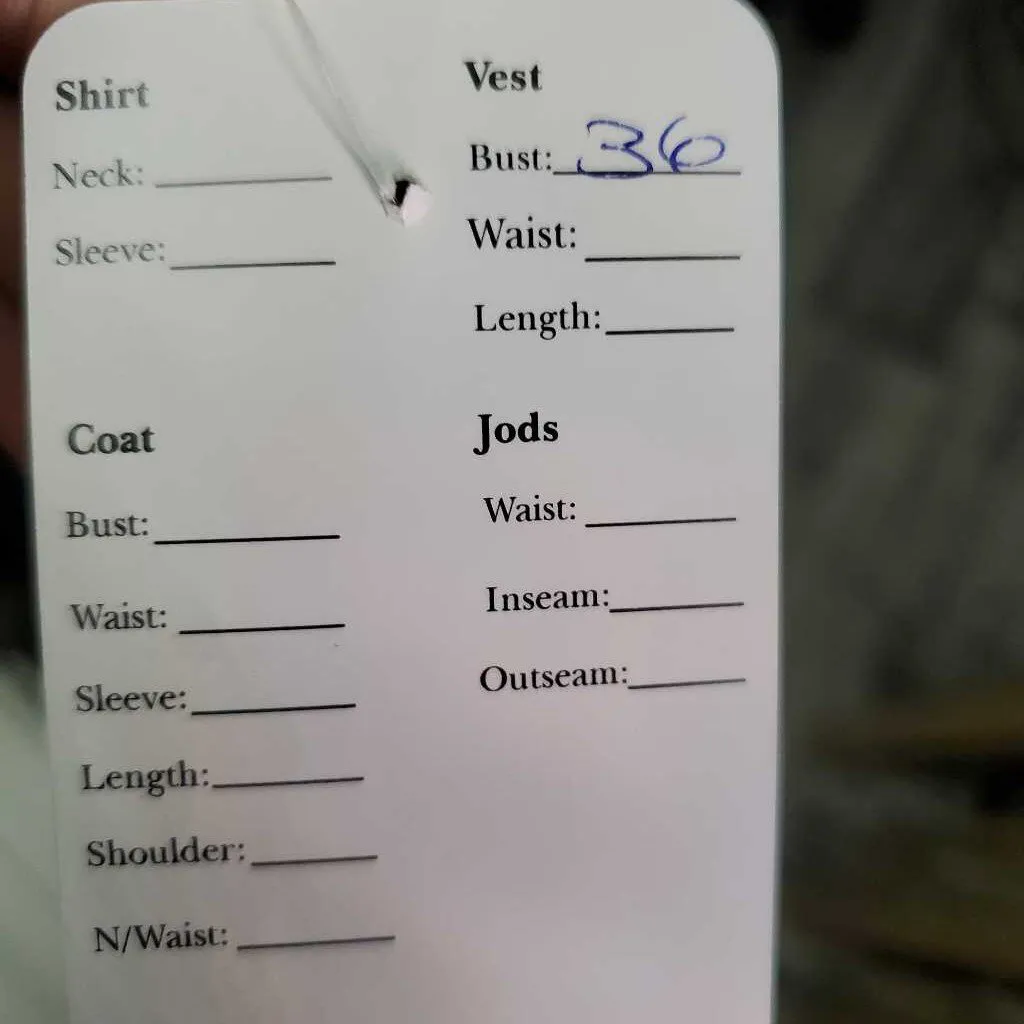 Shirt
Neck:
Sleeve:
Vest
Bust: 36
Waist:
Length:
Coat
Bust:
Waist:
Sleeve:
Length:
Shoulder:
N/Waist:
Jods
Waist:
Inseam:
Outseam: